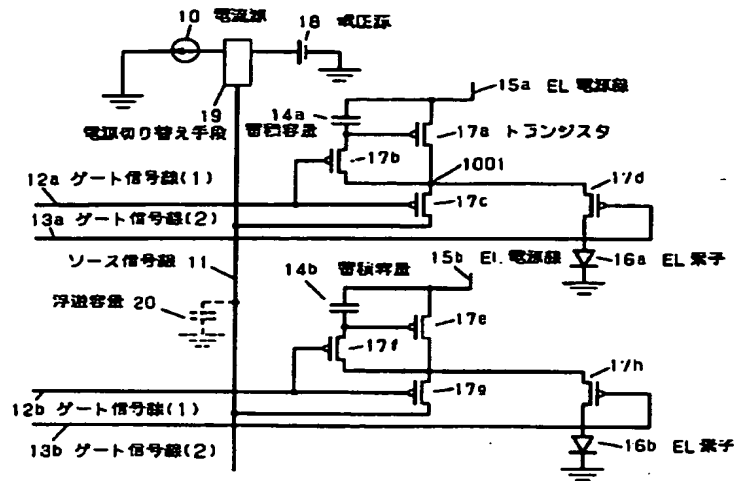 10 電流源
18 電圧源
19
電源切り替え手段
14a
蓄積容量
15a EL 電源線
17a トランジスタ
17b
1001
17d
12a ゲート信号線(1)
17c
13a ゲート信号線(2)
16a EL 素子
ソース信号線 11
15b EL 電源線
14b 蓄積容量
浮遊容量 20
17e
17f
17h
17g
12b ゲート信号線(1)
13b ゲート信号線(2)
16b EL 素子